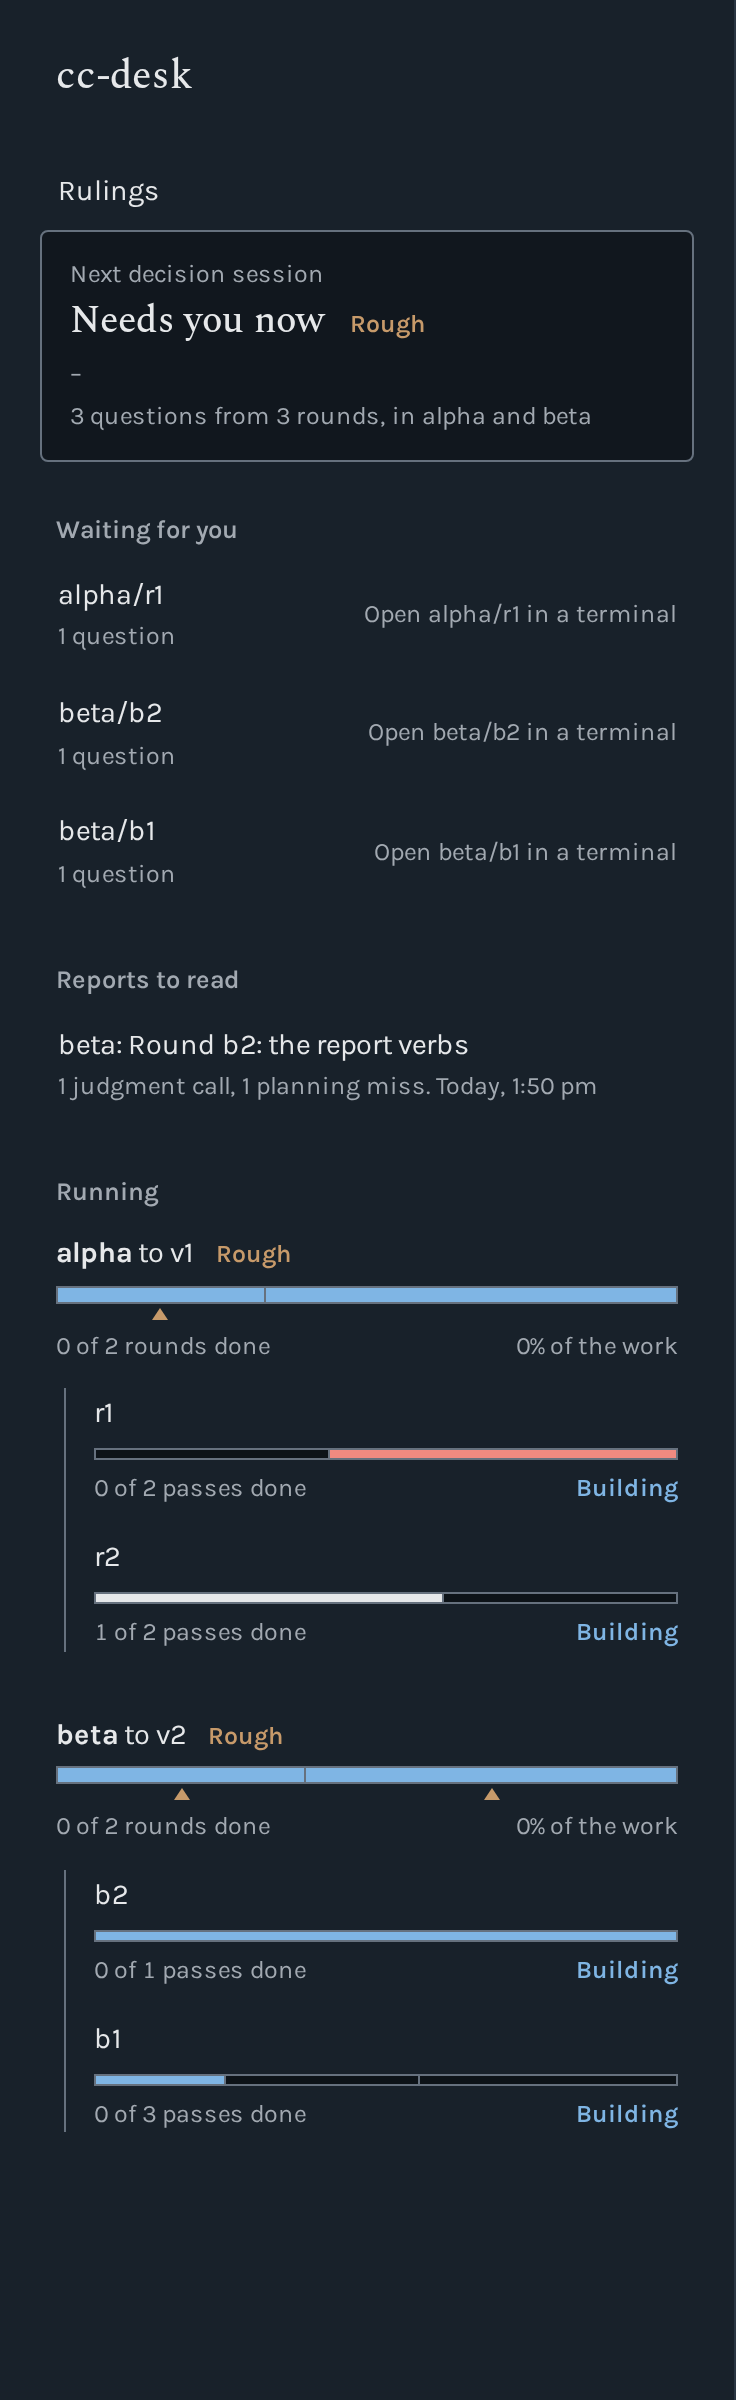 cc-desk
Rulings
Next decision session
Needs you now Rough
–
3 questions from 3 rounds, in alpha and beta
Waiting for you
alpha/r1
Open alpha/r1 in a terminal
1 question
beta/b2
Open beta/b2 in a terminal
1 question
beta/b1
Open beta/b1 in a terminal
1 question
Reports to read
beta: Round b2: the report verbs
1 judgment call, 1 planning miss. Today, 1:50 pm
Running
alpha to v1 Rough
0 of 2 rounds done 0% of the work
r1
0 of 2 passes done Building
r2
1 of 2 passes done Building
beta to v2 Rough
0 of 2 rounds done 0% of the work
b2
0 of 1 passes done Building
b1
0 of 3 passes done Building